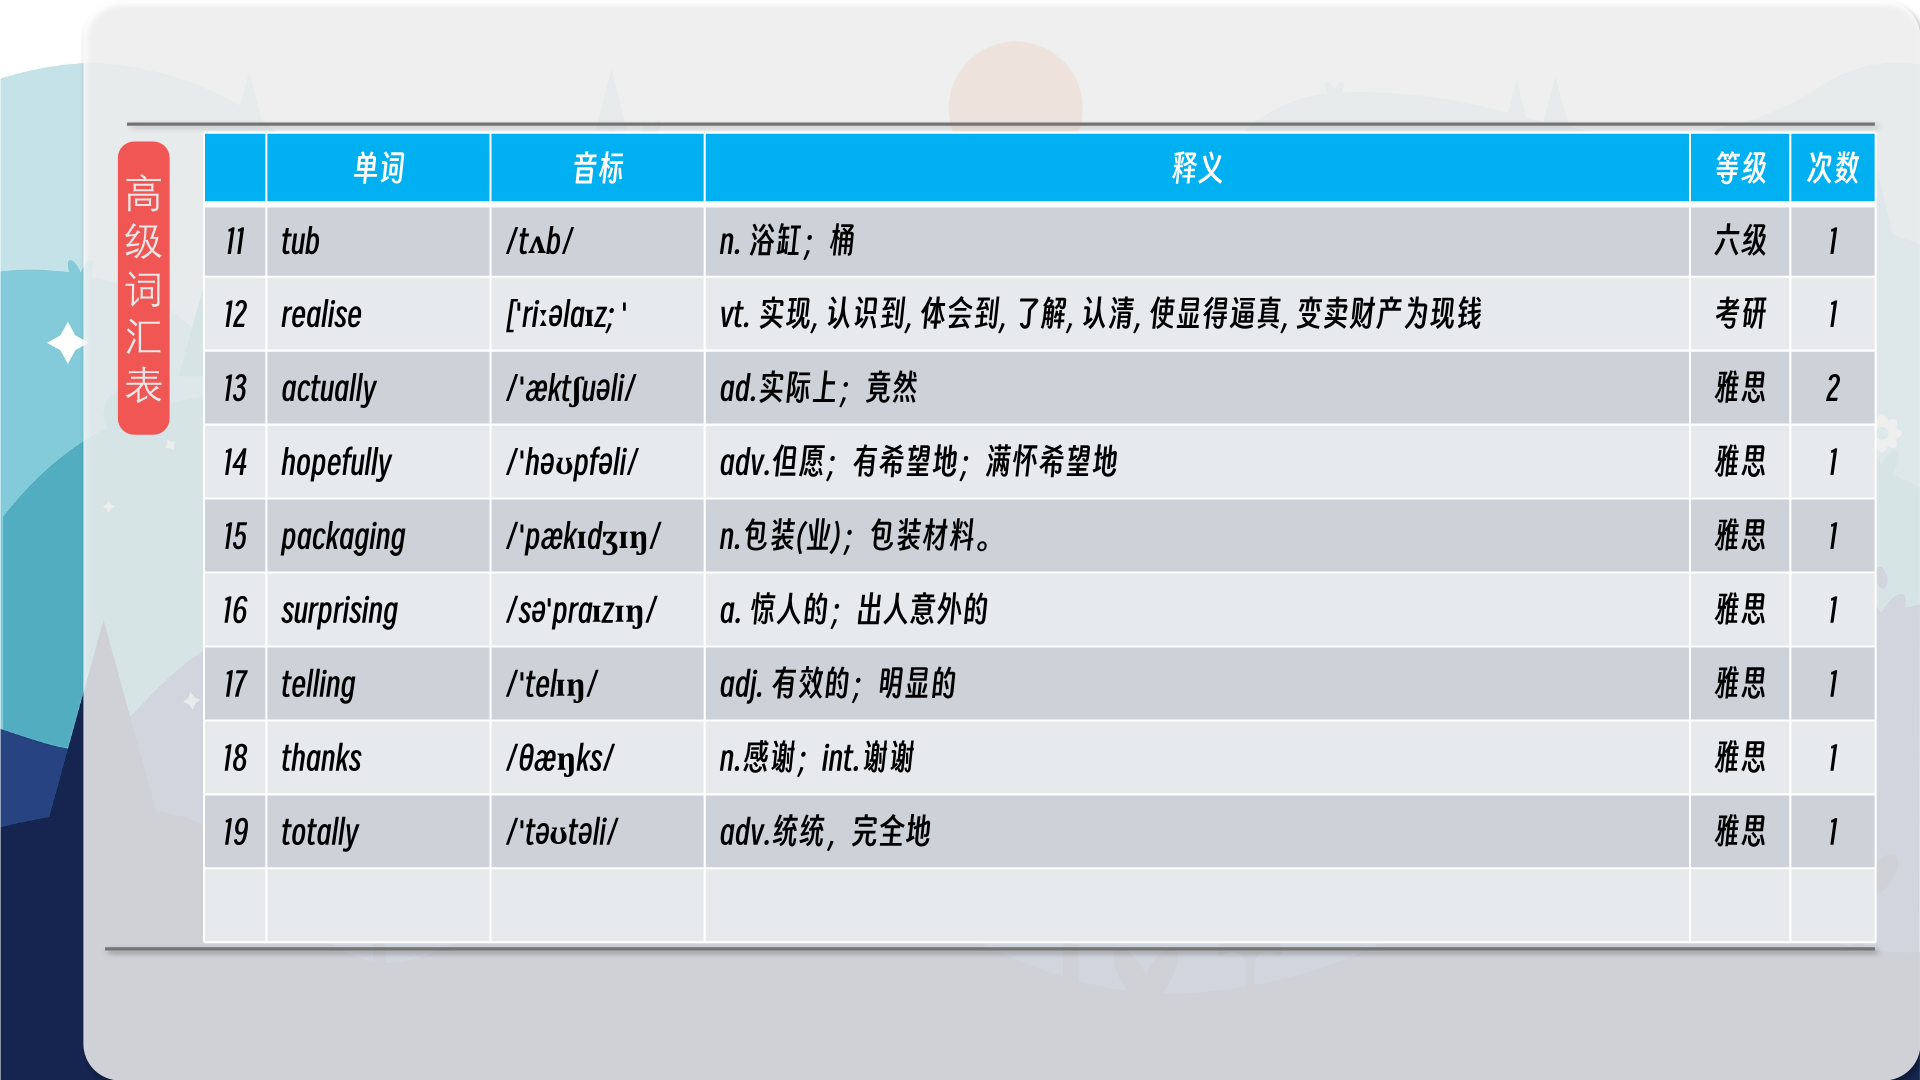 高级词汇表
单词 音标 释义 等级 次数
11 tub /tʌb/ n. 浴缸；桶 六级 1
12 realise ['riːəlaɪz; ' vt. 实现, 认识到, 体会到, 了解, 认清, 使显得逼真, 变卖财产为现钱 考研 1
13 actually /'æktʃuəli/ ad.实际上；竟然 雅思 2
14 hopefully /'həʊpfəli/ adv.但愿；有希望地；满怀希望地 雅思 1
15 packaging /'pækɪdʒɪŋ/ n.包装(业)；包装材料。 雅思 1
16 surprising /sə'praɪzɪŋ/ a. 惊人的；出人意外的 雅思 1
17 telling /'telɪŋ/ adj. 有效的；明显的 雅思 1
18 thanks /θæŋks/ n.感谢；int.谢谢 雅思 1
19 totally /'təʊtəli/ adv.统统，完全地 雅思 1